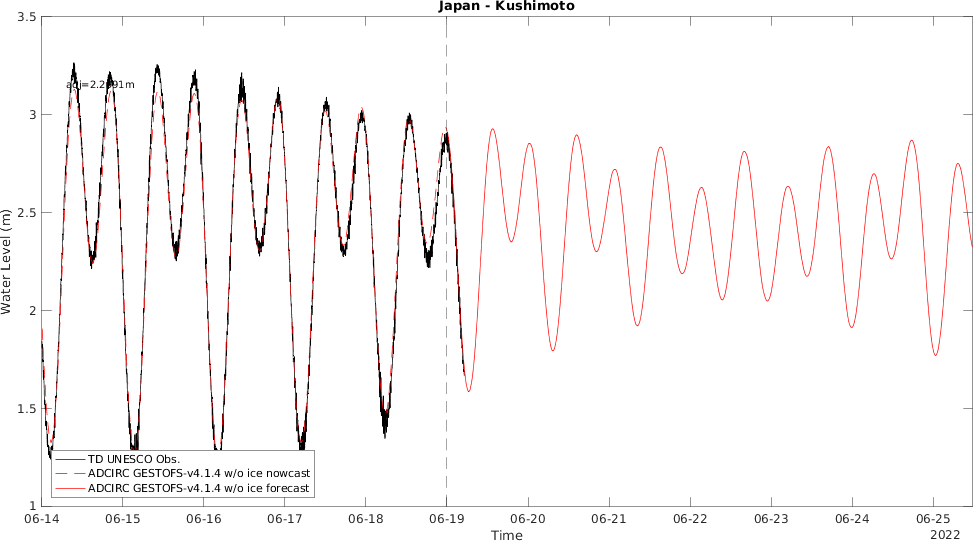 Japan - Kushimoto
Water Level (m)
3.5
3
2.5
2
1.5
1
TD UNESCO Obs.
ADCIRC GESTOFS-v4.1.4 w/o ice nowcast
ADCIRC GESTOFS-v4.1.4 w/o ice forecast
06-14 06-15 06-16 06-17 06-18 06-19 06-20 06-21 06-22 06-23 06-24 06-25
Time
2022